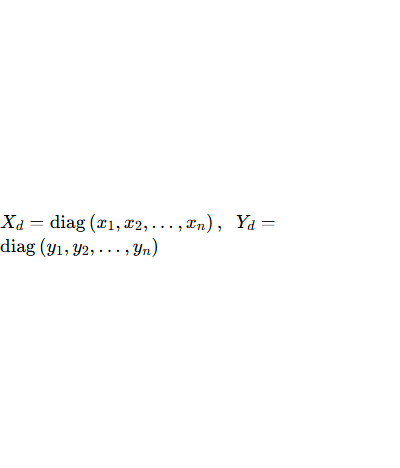 X_d = diag (x_1, x_2, …, x_n) ,  Y_d =
diag (y_1, y_2, …, y_n)